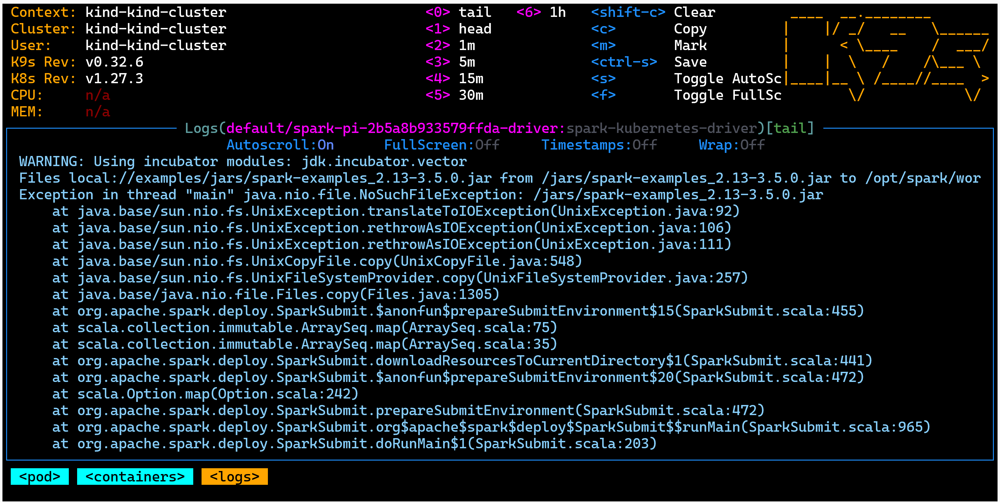 Context: kind-kind-cluster <0> tail <6> 1h <shift-c> Clear
Cluster: kind-kind-cluster <1> head <c> Copy
User: kind-kind-cluster <2> 1m <m> Mark
K9s Rev: v0.32.6 <3> 5m <ctrl-s> Save
K8s Rev: v1.27.3 <4> 15m <s> Toggle AutoSc
CPU: n/a <5> 30m <f> Toggle FullSc
MEM: n/a
Logs(default/spark-pi-2b5a8b933579ffda-driver:spark-kubernetes-driver)[tail]
Autoscroll:On FullScreen:Off Timestamps:Off Wrap:Off
WARNING: Using incubator modules: jdk.incubator.vector
Files local://examples/jars/spark-examples_2.13-3.5.0.jar from /jars/spark-examples_2.13-3.5.0.jar to /opt/spark/wor
Exception in thread "main" java.nio.file.NoSuchFileException: /jars/spark-examples_2.13-3.5.0.jar
at java.base/sun.nio.fs.UnixException.translateToIOException(UnixException.java:92)
at java.base/sun.nio.fs.UnixException.rethrowAsIOException(UnixException.java:106)
at java.base/sun.nio.fs.UnixException.rethrowAsIOException(UnixException.java:111)
at java.base/sun.nio.fs.UnixCopyFile.copy(UnixCopyFile.java:548)
at java.base/sun.nio.fs.UnixFileSystemProvider.copy(UnixFileSystemProvider.java:257)
at java.base/java.nio.file.Files.copy(Files.java:1305)
at org.apache.spark.deploy.SparkSubmit.$anonfun$prepareSubmitEnvironment$15(SparkSubmit.scala:455)
at scala.collection.immutable.ArraySeq.map(ArraySeq.scala:75)
at scala.collection.immutable.ArraySeq.map(ArraySeq.scala:35)
at org.apache.spark.deploy.SparkSubmit.downloadResourcesToCurrentDirectory$1(SparkSubmit.scala:441)
at org.apache.spark.deploy.SparkSubmit.$anonfun$prepareSubmitEnvironment$20(SparkSubmit.scala:472)
at scala.Option.map(Option.scala:242)
at org.apache.spark.deploy.SparkSubmit.prepareSubmitEnvironment(SparkSubmit.scala:472)
at org.apache.spark.deploy.SparkSubmit.org$apache$spark$deploy$SparkSubmit$$runMain(SparkSubmit.scala:965)
at org.apache.spark.deploy.SparkSubmit.doRunMain$1(SparkSubmit.scala:203)
<pod> <containers> <logs>